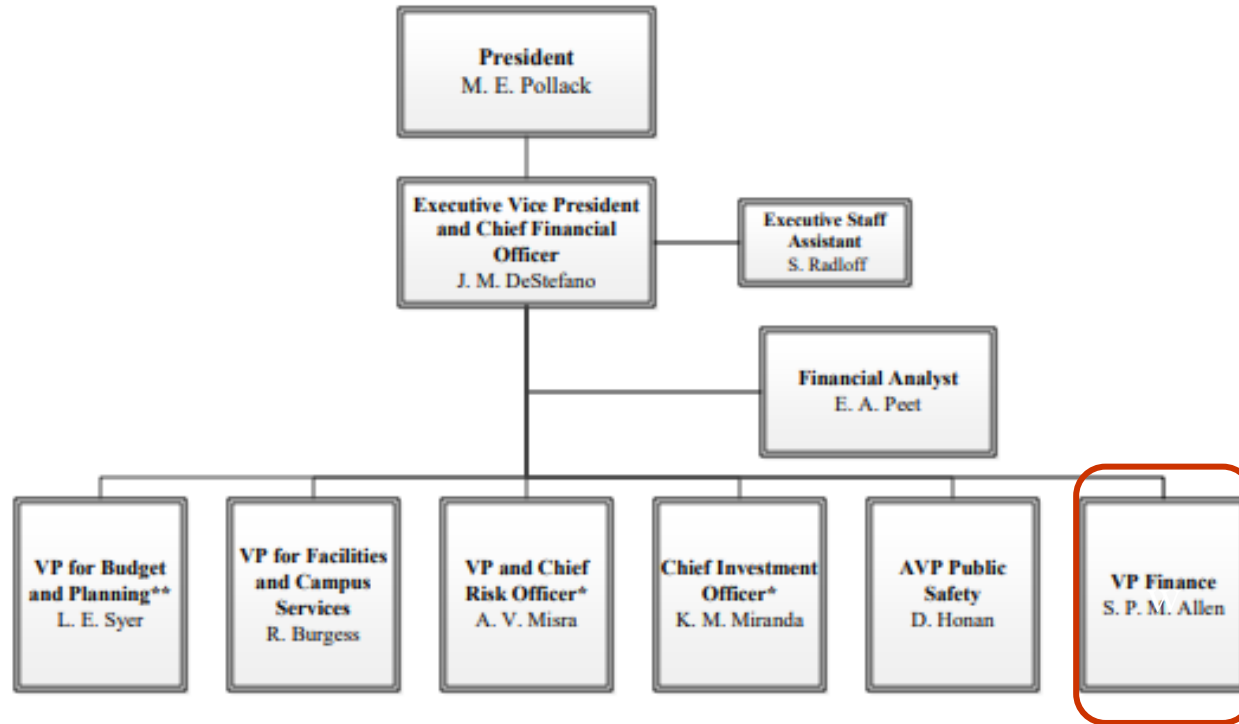 President
M. E. Pollack
Executive Vice President
and Chief Financial
Officer
J. M. DeStefano
Executive Staff
Assistant
S. Radloff
Financial Analyst
E. A. Peet
VP for Budget
and Planning**
L. E. Syer
VP for Facilities
and Campus
Services
R. Burgess
VP and Chief
Risk Officer*
A. V. Misra
Chief Investment
Officer*
K. M. Miranda
AVP Public
Safety
D. Honan
VP Finance
S. P. M. Allen